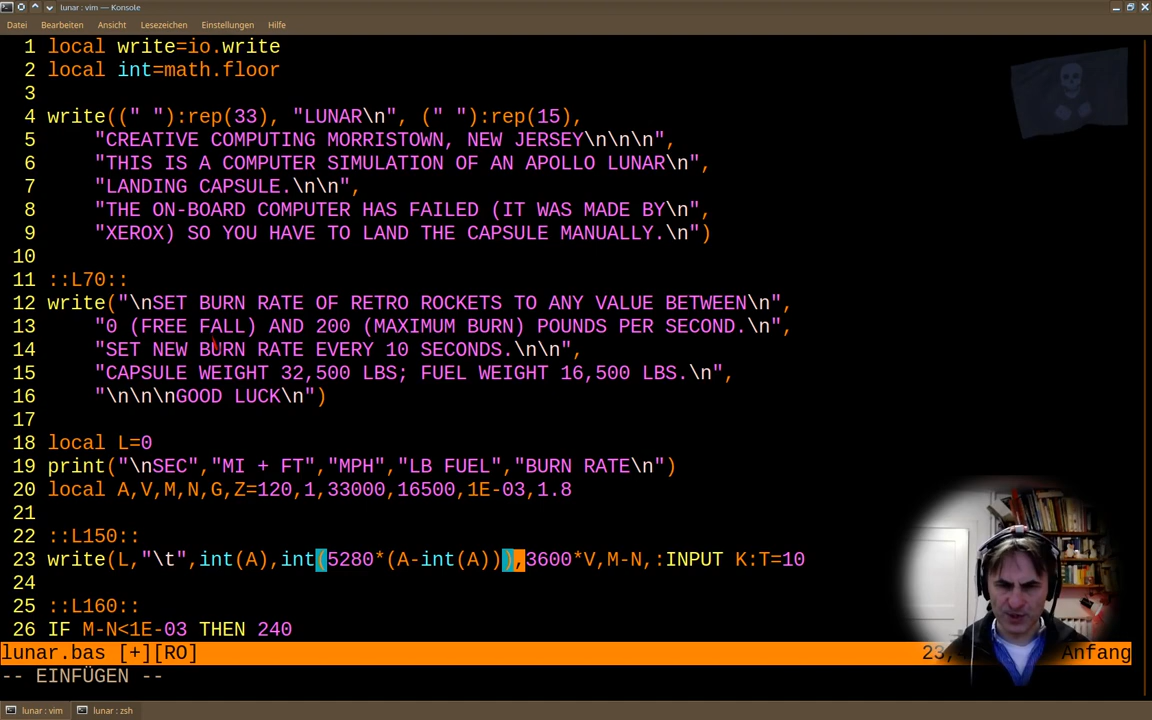 lunar : vim — Konsole
Datei Bearbeiten Ansicht Lesezeichen Einstellungen Hilfe
1 local write=io.write
2 local int=math.floor
3
4 write((" "):rep(33), "LUNAR\n", (" "):rep(15),
5     "CREATIVE COMPUTING MORRISTOWN, NEW JERSEY\n\n\n",
6     "THIS IS A COMPUTER SIMULATION OF AN APOLLO LUNAR\n",
7     "LANDING CAPSULE.\n\n",
8     "THE ON-BOARD COMPUTER HAS FAILED (IT WAS MADE BY\n",
9     "XEROX) SO YOU HAVE TO LAND THE CAPSULE MANUALLY.\n")
10
11 ::L70::
12 write("\nSET BURN RATE OF RETRO ROCKETS TO ANY VALUE BETWEEN\n",
13     "0 (FREE FALL) AND 200 (MAXIMUM BURN) POUNDS PER SECOND.\n",
14     "SET NEW BURN RATE EVERY 10 SECONDS.\n\n",
15     "CAPSULE WEIGHT 32,500 LBS; FUEL WEIGHT 16,500 LBS.\n",
16     "\n\n\nGOOD LUCK\n")
17
18 local L=0
19 print("\nSEC","MI + FT","MPH","LB FUEL","BURN RATE\n")
20 local A,V,M,N,G,Z=120,1,33000,16500,1E-03,1.8
21
22 ::L150::
23 write(L,"\t",int(A),int(5280*(A-int(A))),3600*V,M-N,:INPUT K:T=10
24
25 ::L160::
26 IF M-N<1E-03 THEN 240
lunar.bas [+][RO] 23, Anfang
-- EINFÜGEN --
lunar : vim lunar : zsh